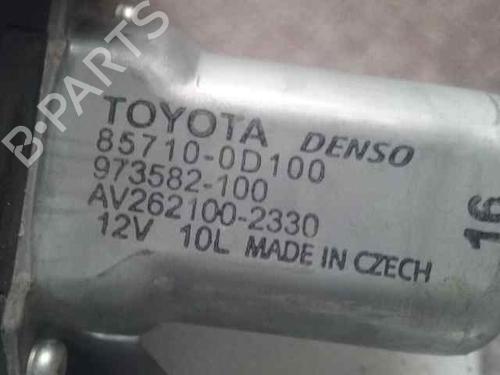 TOYOTA DENSO
85710-0D100
973582-100
AV262100-2330
12V 10L MADE IN CZECH
16
B-PARTS